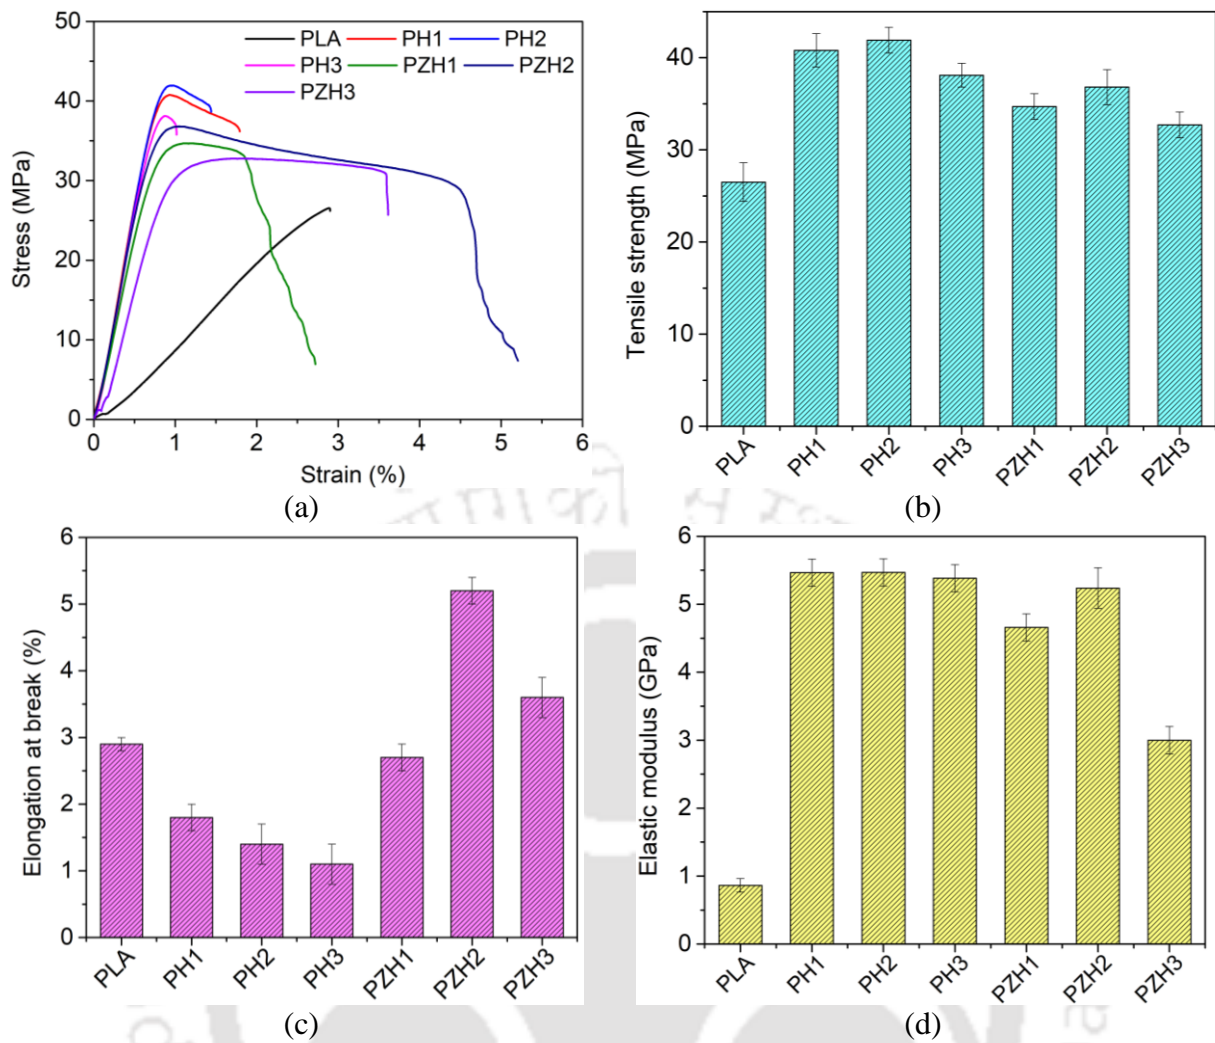 50
40
30
20
10
0
Stress (MPa)
PLA PH1 PH2
PH3 PZH1 PZH2
PZH3
0 1 2 3 4 5 6
Strain (%)
(a)
40
30
20
10
0
Tensile strength (MPa)
PLA PH1 PH2 PH3 PZH1 PZH2 PZH3
(b)
6
5
4
3
2
1
0
Elongation at break (%)
PLA PH1 PH2 PH3 PZH1 PZH2 PZH3
(c)
6
5
4
3
2
1
0
Elastic modulus (GPa)
PLA PH1 PH2 PH3 PZH1 PZH2 PZH3
(d)